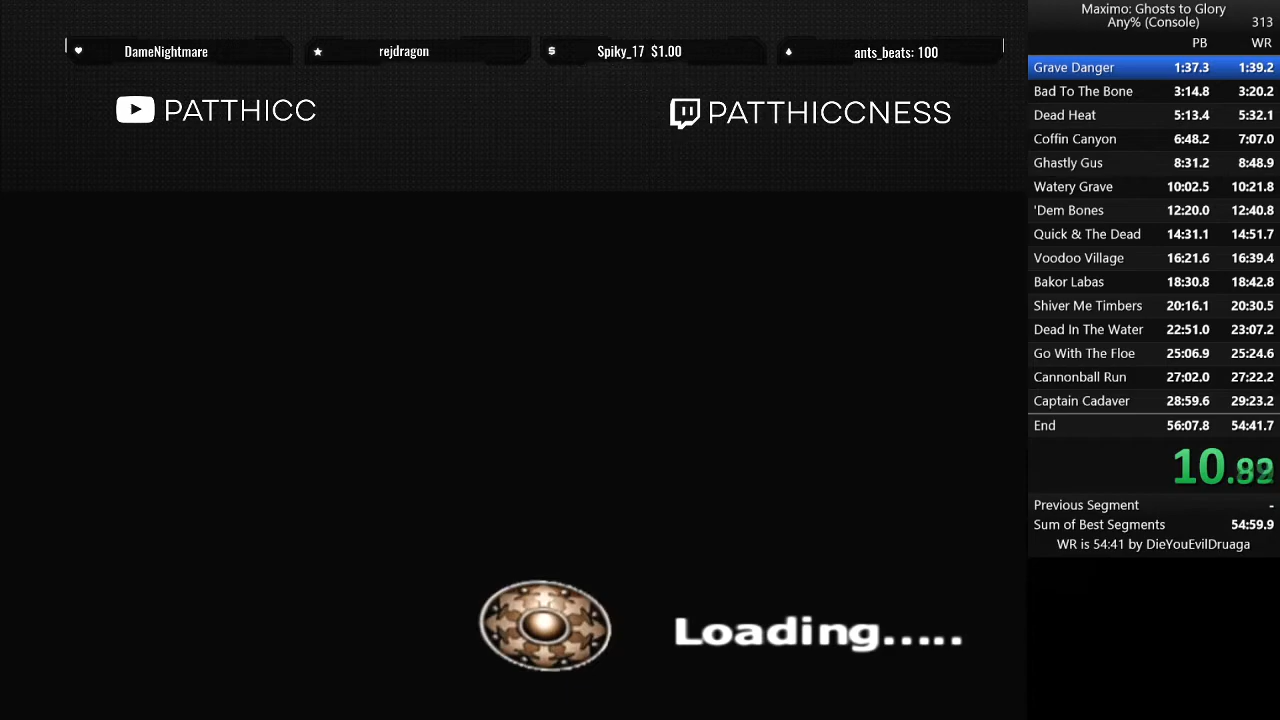 DameNightmare
rejdragon
Spiky_17 $1.00
ants_beats: 100
PATTHICC
PATTHICCNESS
Maximo: Ghosts to Glory
Any% (Console) 313
PB WR
Grave Danger 1:37.3 1:39.2
Bad To The Bone 3:14.8 3:20.2
Dead Heat 5:13.4 5:32.1
Coffin Canyon 6:48.2 7:07.0
Ghastly Gus 8:31.2 8:48.9
Watery Grave 10:02.5 10:21.8
'Dem Bones 12:20.0 12:40.8
Quick & The Dead 14:31.1 14:51.7
Voodoo Village 16:21.6 16:39.4
Bakor Labas 18:30.8 18:42.8
Shiver Me Timbers 20:16.1 20:30.5
Dead In The Water 22:51.0 23:07.2
Go With The Floe 25:06.9 25:24.6
Cannonball Run 27:02.0 27:22.2
Captain Cadaver 28:59.6 29:23.2
End 56:07.8 54:41.7
Previous Segment -
Sum of Best Segments 54:59.9
WR is 54:41 by DieYouEvilDruaga
Loading.....